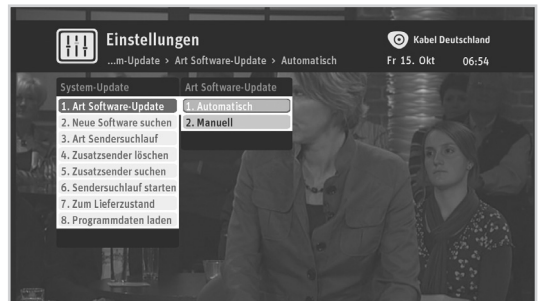 Einstellungen
Kabel Deutschland
...m-Update > Art Software-Update > Automatisch
Fr 15. Okt 06:54
System-Update
1. Art Software-Update
2. Neue Software suchen
3. Art Sendersuchlauf
4. Zusatzsender löschen
5. Zusatzsender suchen
6. Sendersuchlauf starten
7. Zum Lieferzustand
8. Programmdaten laden
Art Software-Update
1. Automatisch
2. Manuell